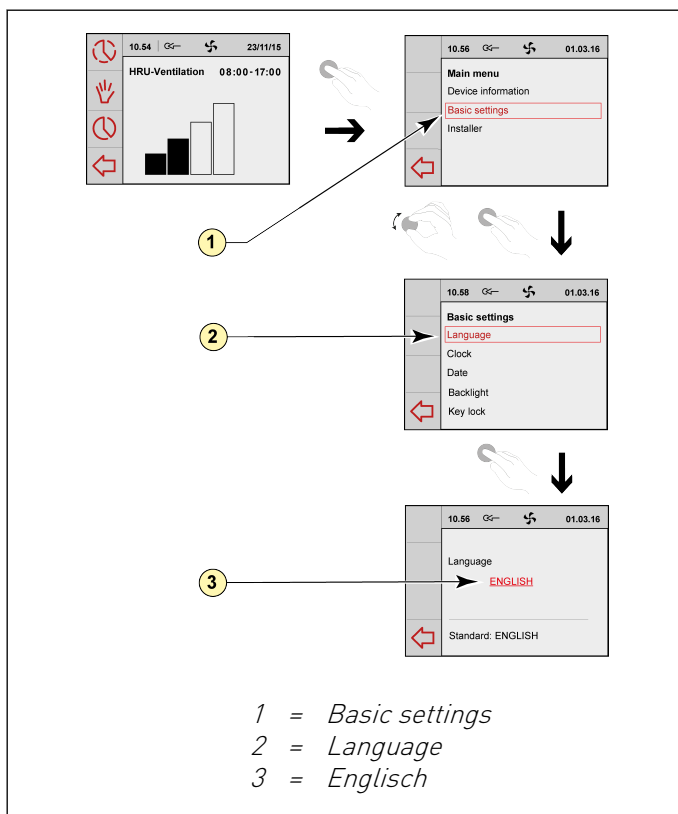 10.54 23/11/15
HRU-Ventilation 08:00-17:00
10.56 01.03.16
Main menu
Device information
Basic settings
Installer
1
10.58 01.03.16
Basic settings
Language
Clock
Date
Backlight
Key lock
2
10.56 01.03.16
Language
ENGLISH
Standard: ENGLISH
3
1 = Basic settings
2 = Language
3 = Englisch